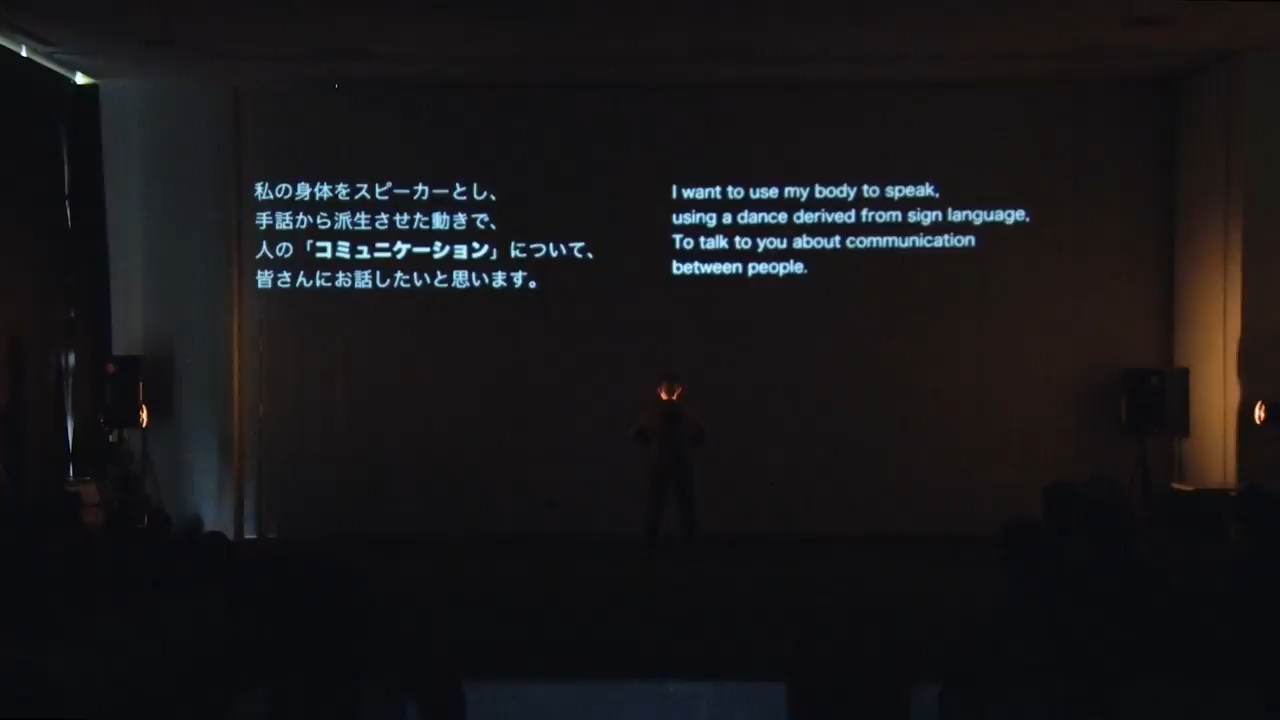 私の身体をスピーカーとし、
手話から派生させた動きで、
人の「コミュニケーション」について、
皆さんにお話したいと思います。
I want to use my body to speak,
using a dance derived from sign language,
To talk to you about communication
between people.